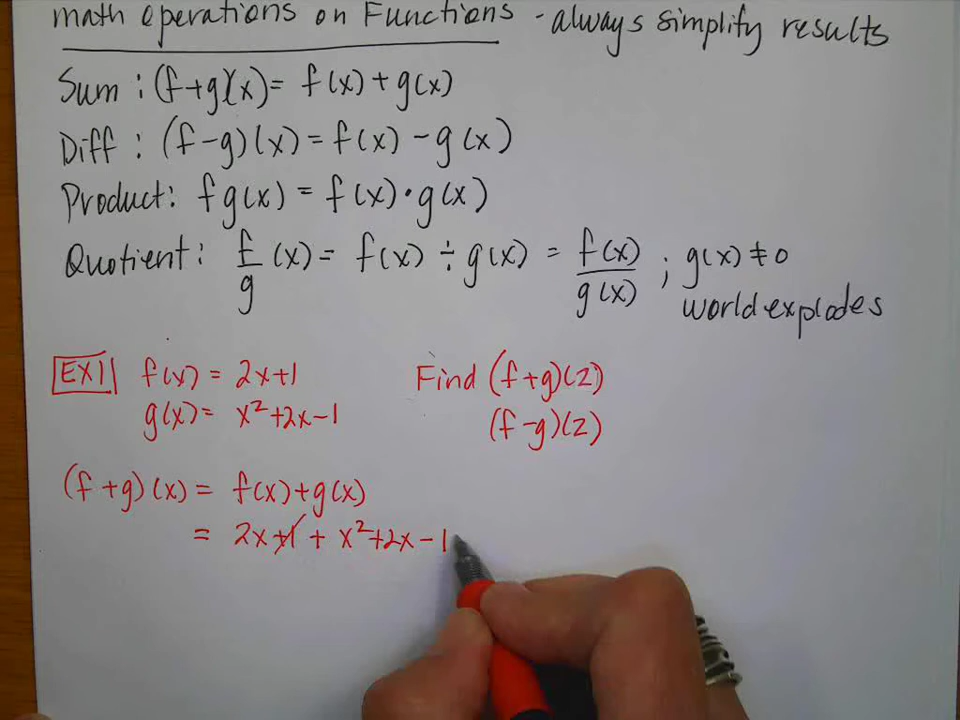 math operations on Functions - always simplify results
Sum : (f+g)(x) = f(x) + g(x)
Diff : (f-g)(x) = f(x) - g(x)
Product: fg(x) = f(x)·g(x)
Quotient: f/g (x) = f(x) ÷ g(x) = f(x)/g(x) ; g(x) ≠ 0
world explodes
EX1 f(x) = 2x+1 Find (f+g)(2)
g(x) = x²+2x-1 (f-g)(2)
(f+g)(x) = f(x)+g(x)
= 2x+1 + x²+2x-1